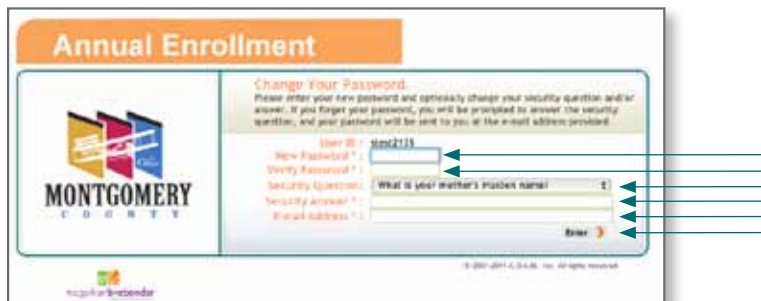 Annual Enrollment
Change Your Password.
Please enter your new password and optionally change your security question and/or
answer. If you forget your password, you will be prompted to answer the security
question, and your password will be sent to you at the e-mail address provided
User ID :
New Password * :
Verify Password * :
Security Question: What is your mother's maiden name?
Security Answer * :
E-mail Address * :
Enter
MONTGOMERY
COUNTY
All rights reserved